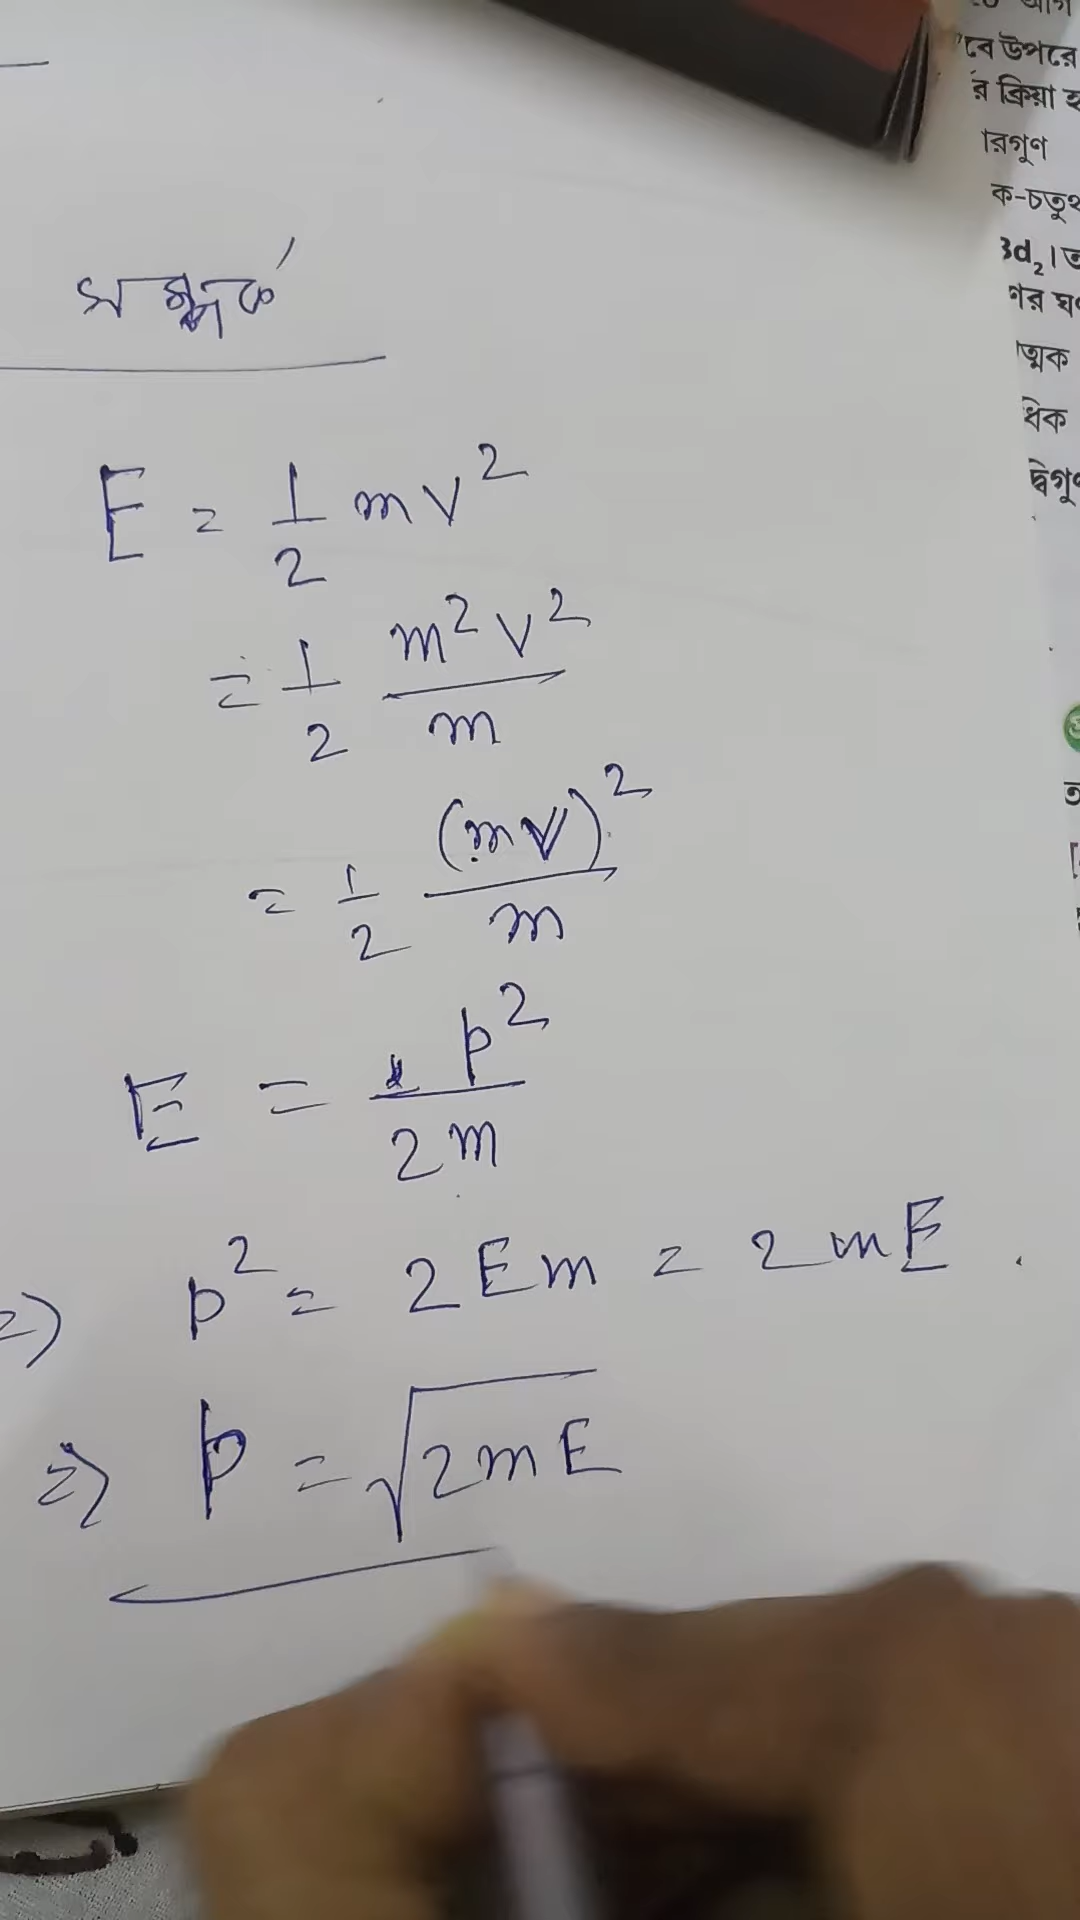 সম্পর্ক
E = 1/2 mv²
= 1/2 m²v²/m
= 1/2 (mv)²/m
E = p²/2m
=) p² = 2Em = 2mE .
=> P = √2mE
বে উপরে
র ক্রিয়া
রগুণ
ক-চতুর্থ
3d₂।
ণর
ত্মক
ধিক
দ্বিগুণ